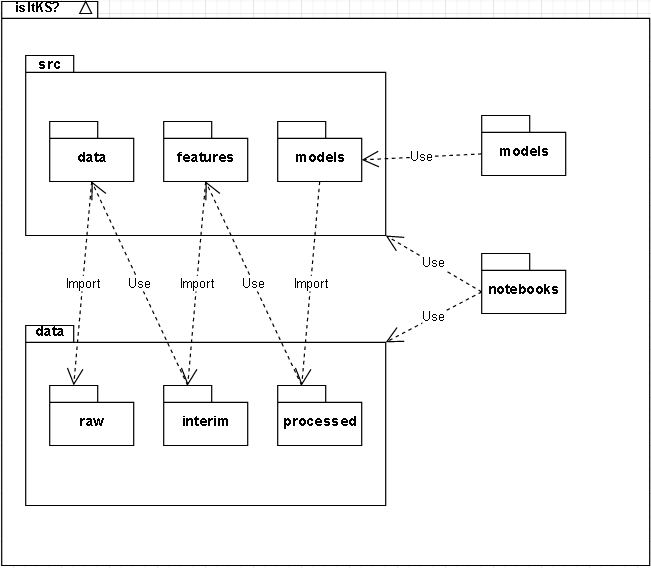 isItKS?
src
data
features
models
Use
models
Use
notebooks
Import
Use
Import
Use
Import
Use
data
raw
interim
processed